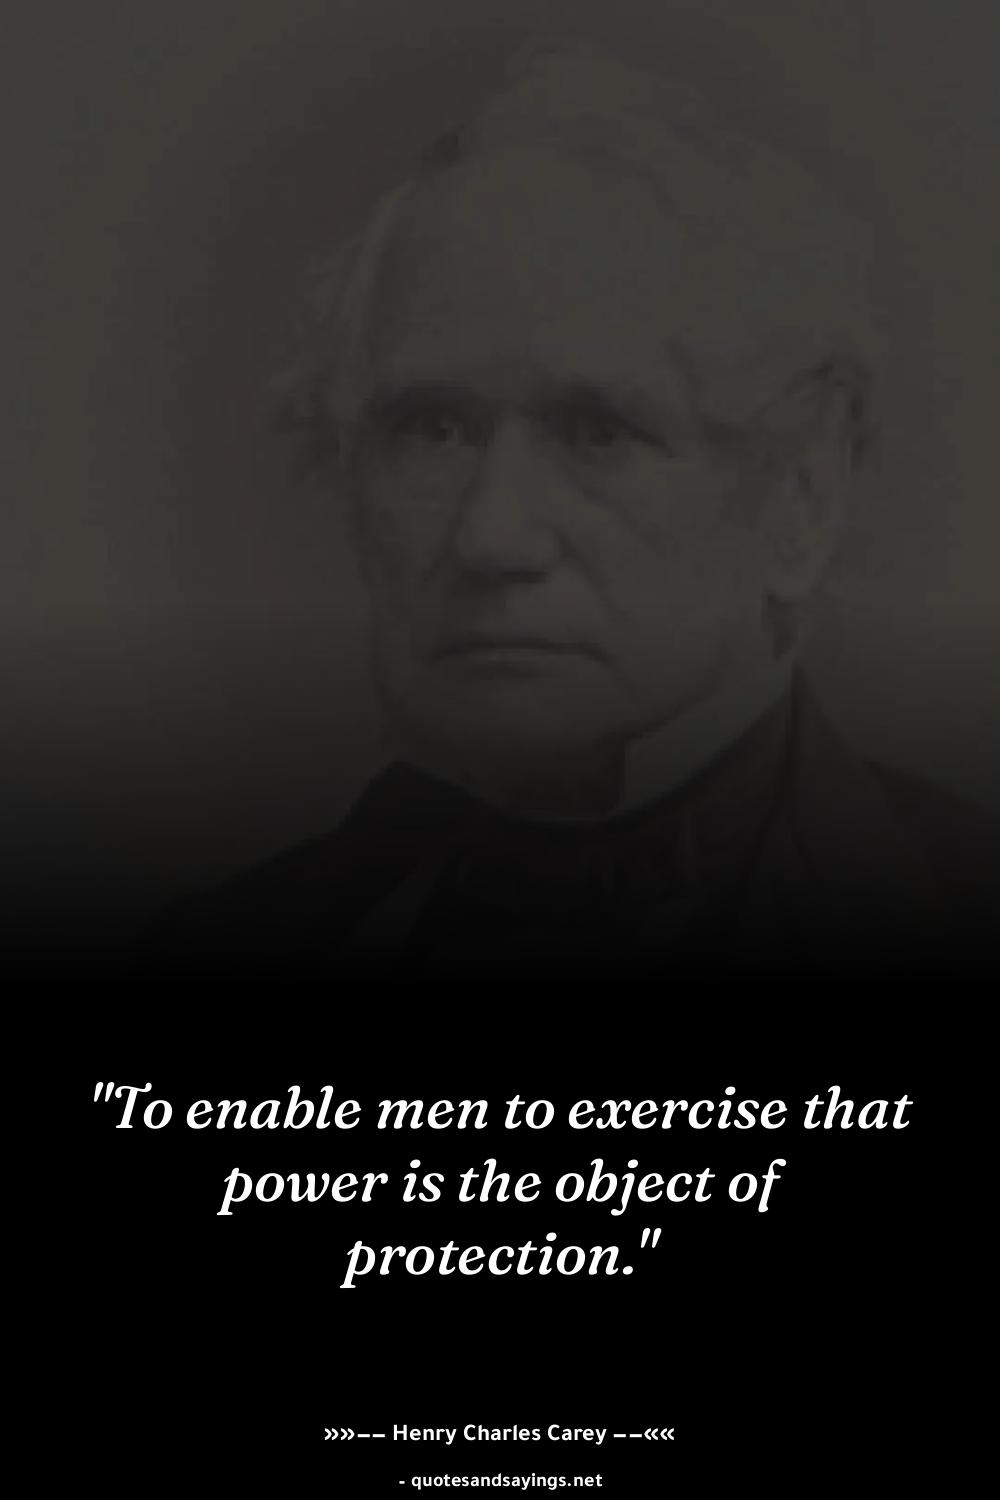 "To enable men to exercise that
power is the object of
protection."
»»–– Henry Charles Carey ––««
- quotesandsayings.net